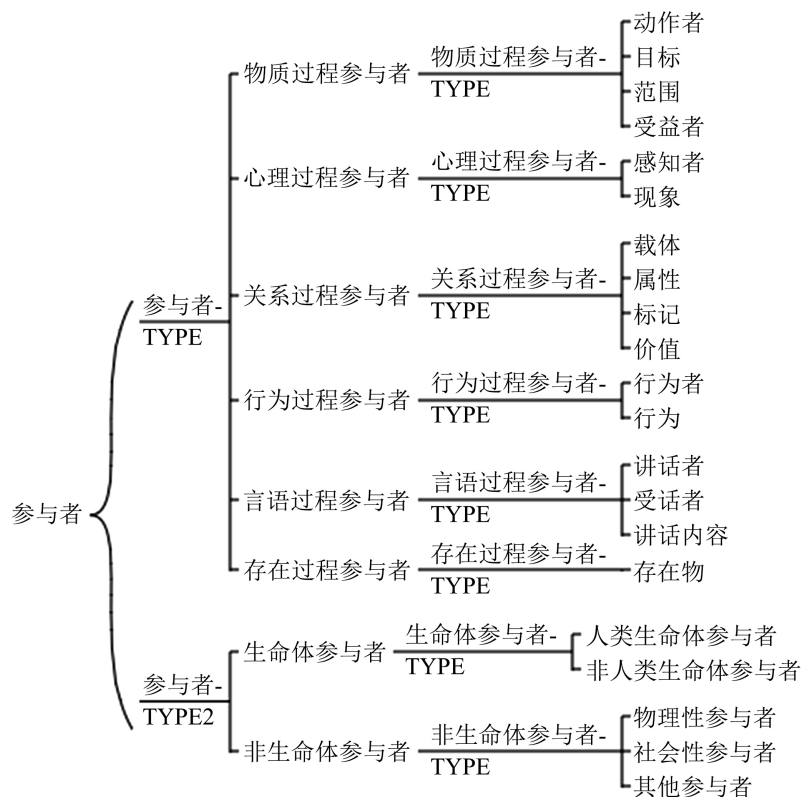 参与者
参与者-
TYPE
物质过程参与者
物质过程参与者-
TYPE
动作者
目标
范围
受益者
心理过程参与者
心理过程参与者-
TYPE
感知者
现象
关系过程参与者
关系过程参与者-
TYPE
载体
属性
标记
价值
行为过程参与者
行为过程参与者-
TYPE
行为者
行为
言语过程参与者
言语过程参与者-
TYPE
讲话者
受话者
讲话内容
存在过程参与者
存在过程参与者-
TYPE
存在物
参与者-
TYPE2
生命体参与者
生命体参与者-
TYPE
人类生命体参与者
非人类生命体参与者
非生命体参与者
非生命体参与者-
TYPE
物理性参与者
社会性参与者
其他参与者